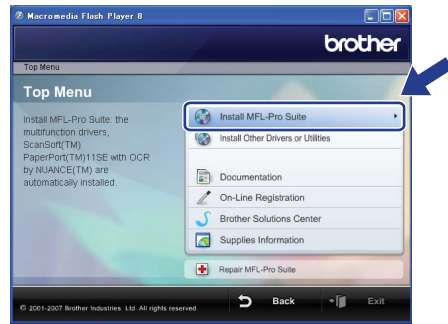 Macromedia Flash Player 8
brother
Top Menu
Top Menu
Install MFL-Pro Suite: the
multifunction drivers,
ScanSoft(TM)
PaperPort(TM)11SE with OCR
by NUANCE(TM) are
automatically installed.
Install MFL-Pro Suite
Install Other Drivers or Utilities
Documentation
On-Line Registration
Brother Solutions Center
Supplies Information
Repair MFL-Pro Suite
© 2001-2007 Brother Industries Ltd. All rights reserved
Back
Exit